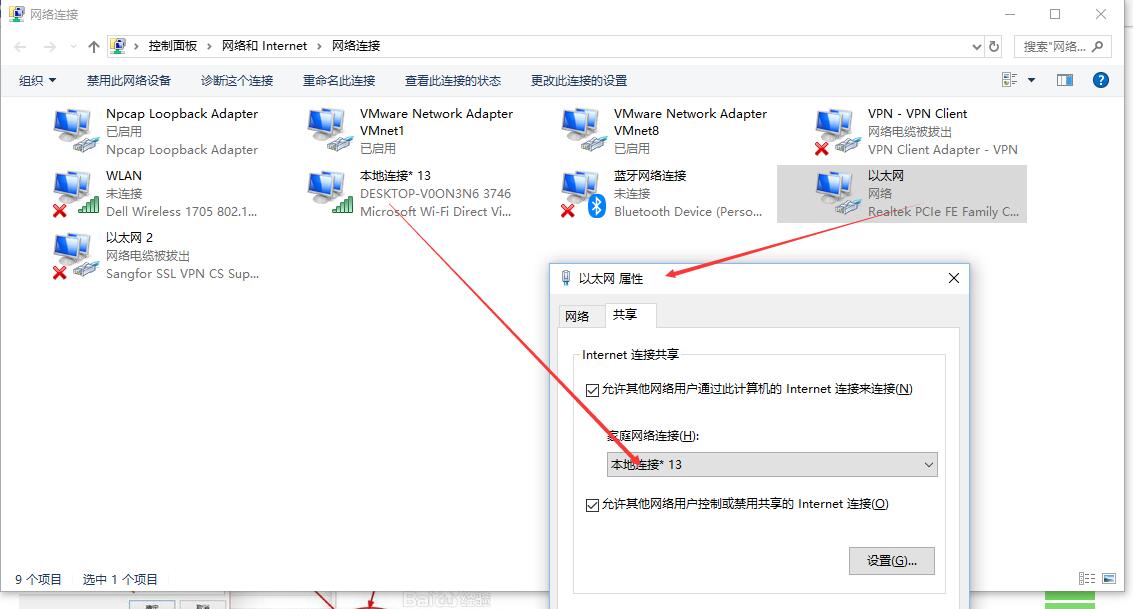 网络连接
控制面板 > 网络和 Internet > 网络连接
搜索"网络...
组织 禁用此网络设备 诊断这个连接 重命名此连接 查看此连接的状态 更改此连接的设置
Npcap Loopback Adapter
已启用
Npcap Loopback Adapter
VMware Network Adapter
VMnet1
已启用
VMware Network Adapter
VMnet8
已启用
VPN - VPN Client
网络电缆被拔出
VPN Client Adapter - VPN
WLAN
未连接
Dell Wireless 1705 802.1...
本地连接* 13
DESKTOP-V0ON3N6 3746
Microsoft Wi-Fi Direct Vi...
蓝牙网络连接
未连接
Bluetooth Device (Perso...
以太网
网络
Realtek PCIe FE Family C...
以太网 2
网络电缆被拔出
Sangfor SSL VPN CS Sup...
以太网 属性
网络 共享
Internet 连接共享
允许其他网络用户通过此计算机的 Internet 连接来连接(N)
家庭网络连接(H):
本地连接* 13
允许其他网络用户控制或禁用共享的 Internet 连接(O)
设置(G)...
9 个项目 选中 1 个项目
Baidu经验